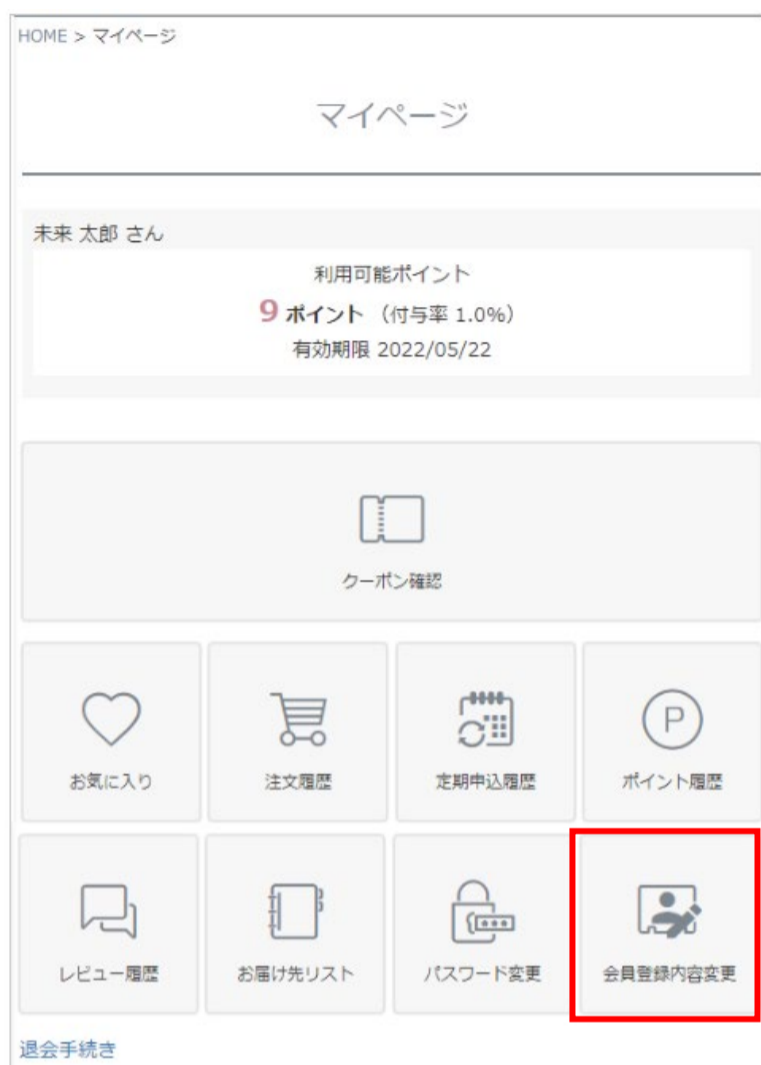 HOME > マイページ
マイページ
未来 太郎 さん
利用可能ポイント
9 ポイント （付与率 1.0%）
有効期限 2022/05/22
クーポン確認
お気に入り
注文履歴
定期申込履歴
P
ポイント履歴
レビュー履歴
お届け先リスト
パスワード変更
会員登録内容変更
退会手続き